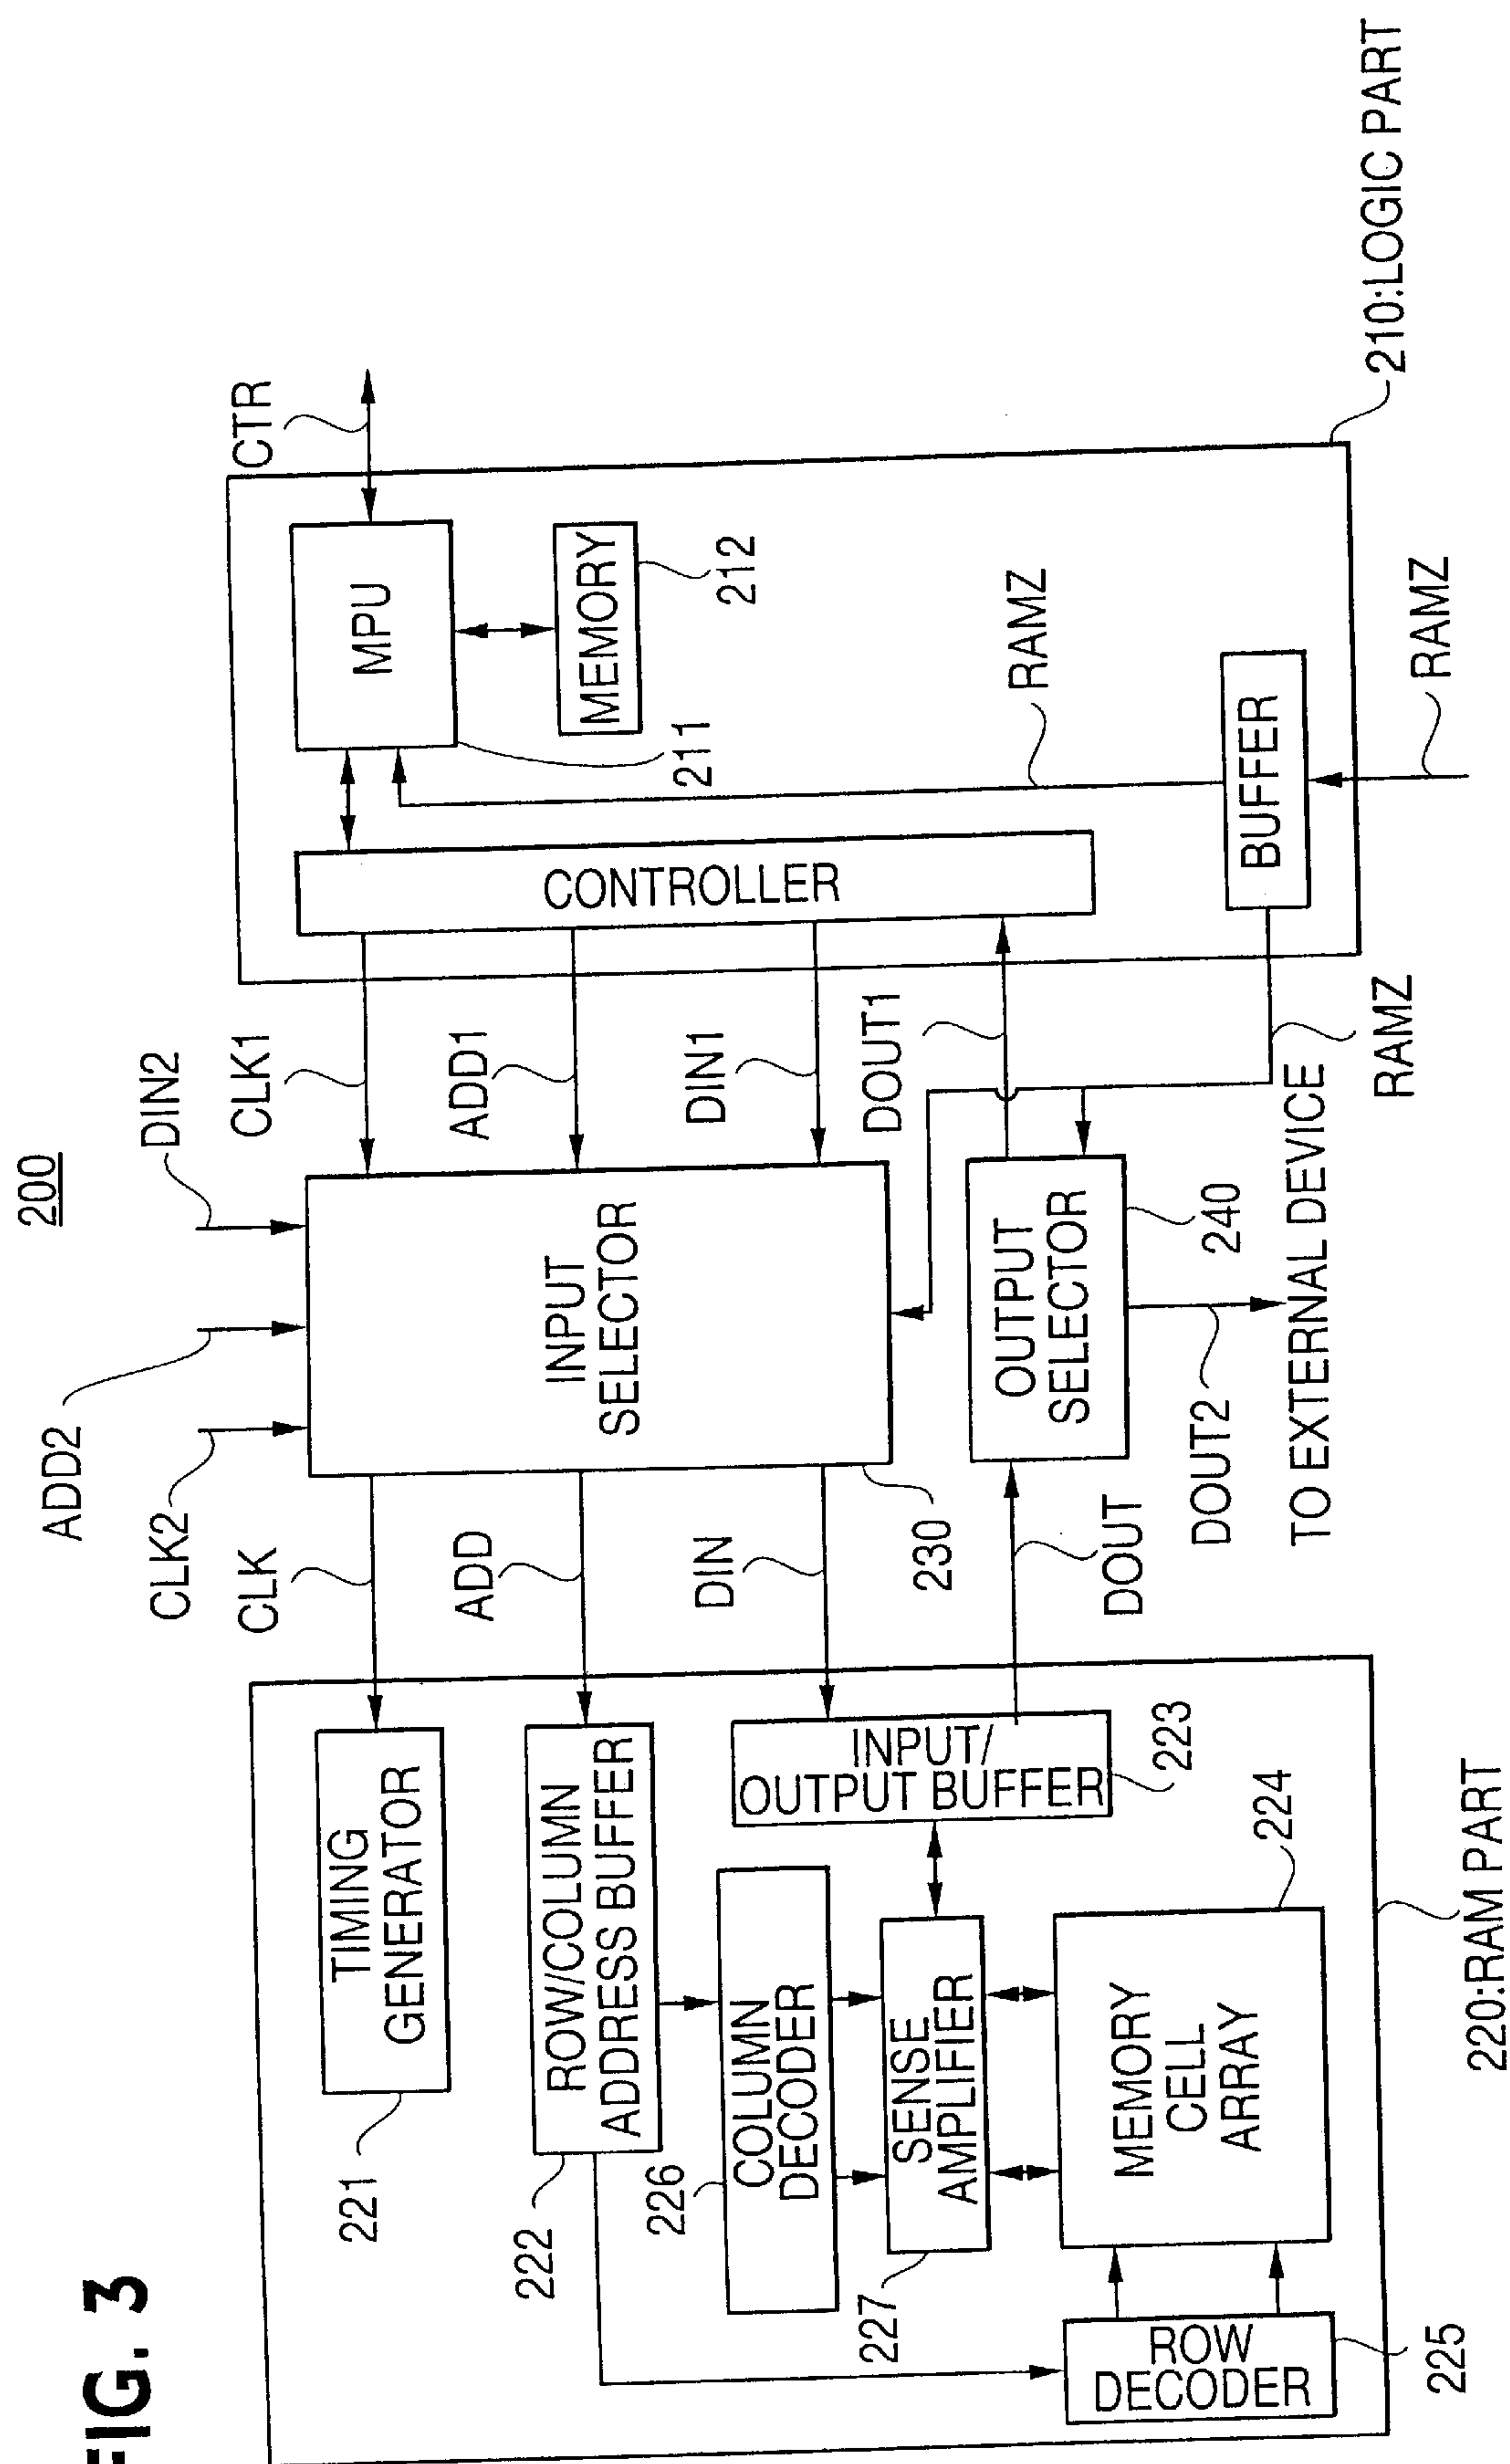 FIG. 3
200
ADD2
DIN2
CLK2
CLK
CLK1
CTR
ADD
ADD1
DIN
DIN1
DOUT1
TIMING
GENERATOR
221
ROW/COLUMN
ADDRESS BUFFER
222
226
COLUMN
DECODER
INPUT/
OUTPUT BUFFER
223
SENSE
AMPLIFIER
227
MEMORY
CELL
ARRAY
224
ROW
DECODER
225
220:RAM PART
INPUT
SELECTOR
230
OUTPUT
SELECTOR
240
DOUT
DOUT2
TO EXTERNAL DEVICE
RAMZ
CONTROLLER
MPU
211
MEMORY
212
RAMZ
BUFFER
RAMZ
210:LOGIC PART